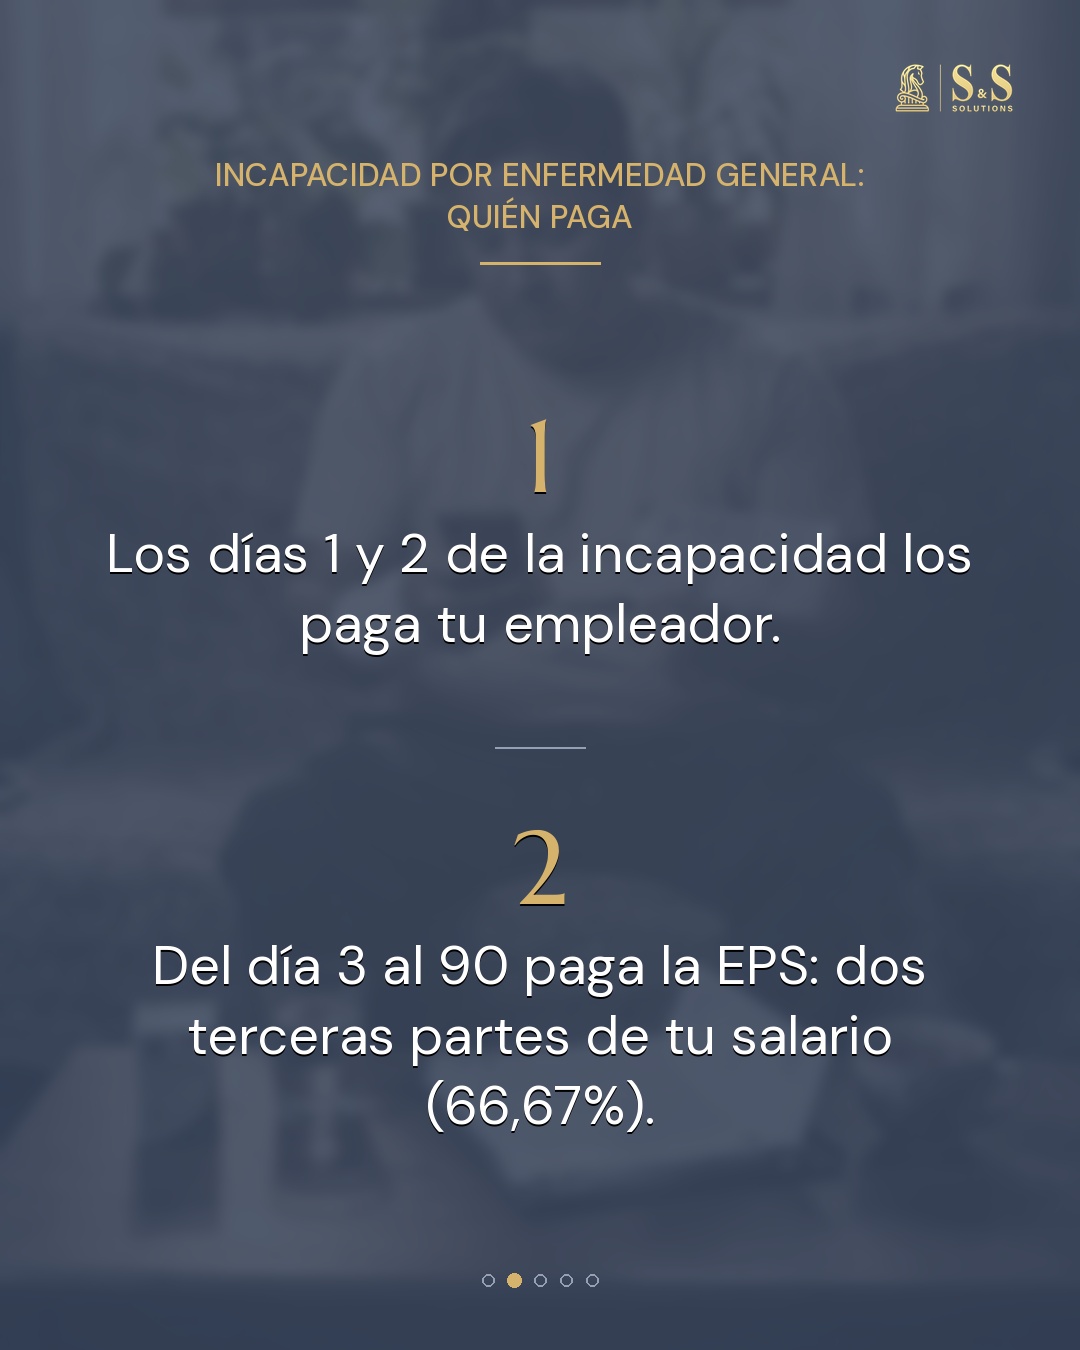 S&S
SOLUTIONS
INCAPACIDAD POR ENFERMEDAD GENERAL:
QUIÉN PAGA
1
Los días 1 y 2 de la incapacidad los
paga tu empleador.
2
Del día 3 al 90 paga la EPS: dos
terceras partes de tu salario
(66,67%).